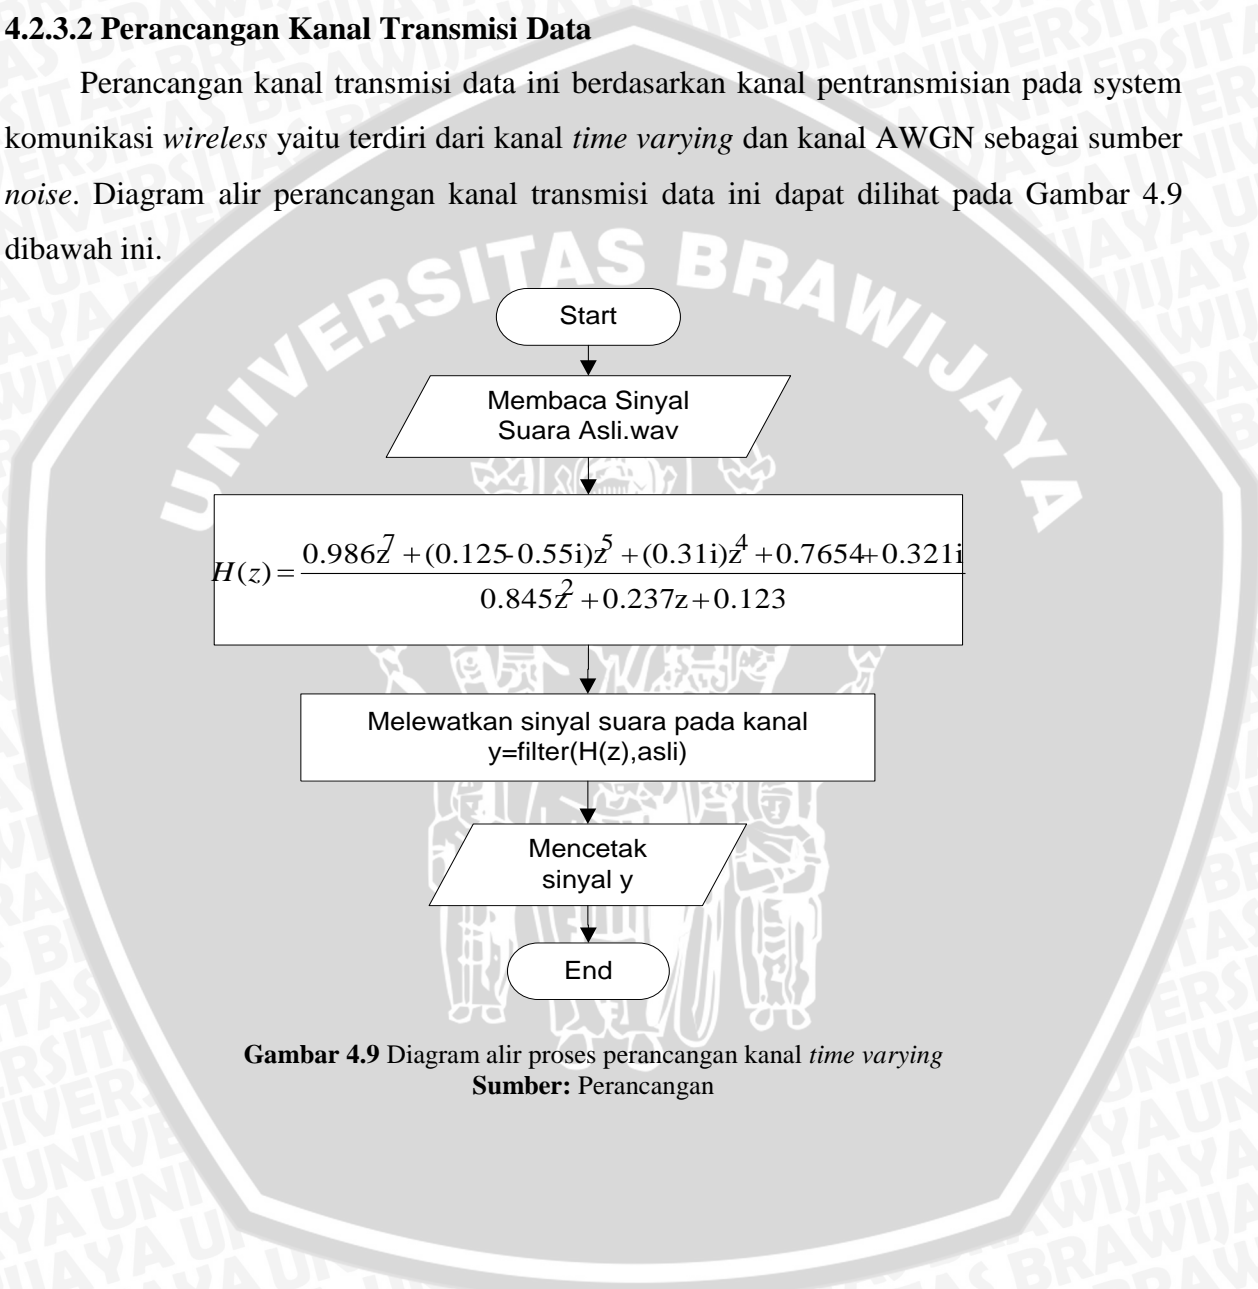 4.2.3.2 Perancangan Kanal Transmisi Data
Perancangan kanal transmisi data ini berdasarkan kanal pentransmisian pada system
komunikasi wireless yaitu terdiri dari kanal time varying dan kanal AWGN sebagai sumber
noise. Diagram alir perancangan kanal transmisi data ini dapat dilihat pada Gambar 4.9
dibawah ini.
UNIVERSITAS BRAWIJAYA
Start
Membaca Sinyal
Suara Asli.wav
H(z) = (0.986z^7 + (0.125-0.55i)z^5 + (0.31i)z^4 + 0.7654+0.321i) / (0.845z^2 + 0.237z + 0.123)
Melewatkan sinyal suara pada kanal
y=filter(H(z),asli)
Mencetak
sinyal y
End
Gambar 4.9 Diagram alir proses perancangan kanal time varying
Sumber: Perancangan